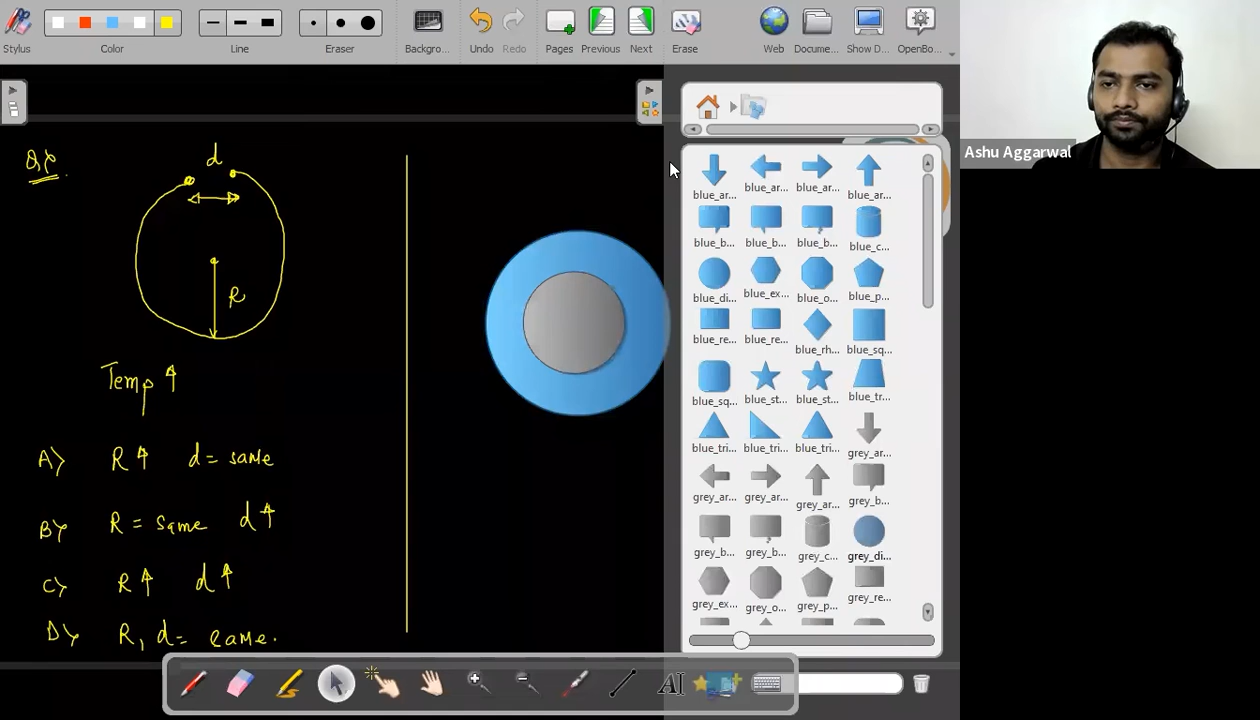 Stylus
Color
Line
Eraser
Backgro...
Undo
Redo
Pages
Previous
Next
Erase
Web
Docume...
Show D...
OpenBo...
Ashu Aggarwal
d
R
Temp ↑
A> R↑ d = same
B> R = same d↑
C> R↑ d↑
D> R, d = same.
blue_ar... blue_ar... blue_ar... blue_ar...
blue_b... blue_b... blue_b... blue_c...
blue_di... blue_ex... blue_o... blue_p...
blue_re... blue_re... blue_rh... blue_sq...
blue_sq... blue_st... blue_st... blue_tr...
blue_tri... blue_tri... blue_tri... grey_ar...
grey_ar... grey_ar... grey_ar... grey_b...
grey_b... grey_b... grey_c... grey_di...
grey_ex... grey_o... grey_p... grey_re...
AI